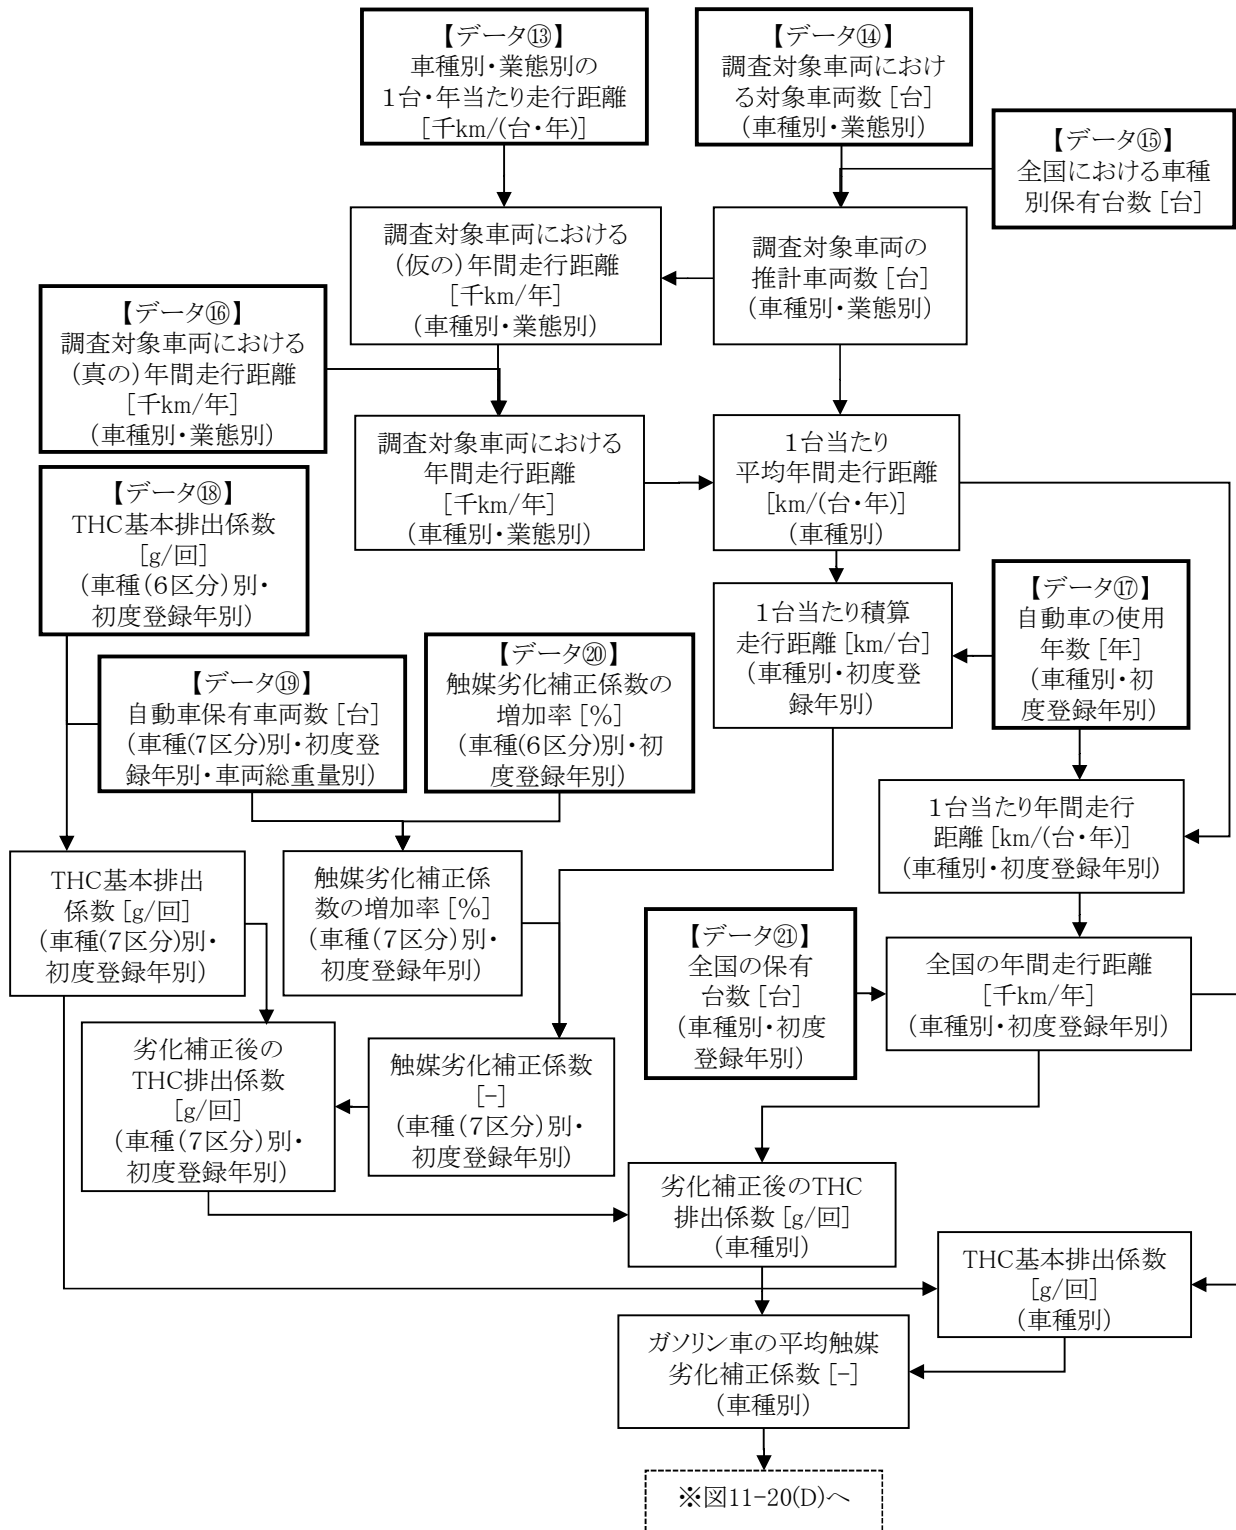 【データ⑬】
車種別・業態別の
1台・年当たり走行距離
[千km/(台・年)]
【データ⑭】
調査対象車両におけ
る対象車両数[台]
(車種別・業態別)
【データ⑮】
全国における車種
別保有台数[台]
調査対象車両における
(仮の)年間走行距離
[千km/年]
(車種別・業態別)
調査対象車両の
推計車両数[台]
(車種別・業態別)
【データ⑯】
調査対象車両における
(真の)年間走行距離
[千km/年]
(車種別・業態別)
調査対象車両における
年間走行距離
[千km/年]
(車種別・業態別)
1台当たり
平均年間走行距離
[km/(台・年)]
(車種別)
【データ⑱】
THC基本排出係数
[g/回]
(車種(6区分)別・
初度登録年別)
1台当たり積算
走行距離[km/台]
(車種別・初度登
録年別)
【データ⑰】
自動車の使用
年数[年]
(車種別・初
度登録年別)
【データ⑲】
自動車保有車両数[台]
(車種(7区分)別・初度登
録年別・車両総重量別)
【データ⑳】
触媒劣化補正係数の
増加率[%]
(車種(6区分)別・初
度登録年別)
1台当たり年間走行
距離[km/(台・年)]
(車種別・初度登録年別)
THC基本排出
係数[g/回]
(車種(7区分)別・
初度登録年別)
触媒劣化補正係
数の増加率[%]
(車種(7区分)別・
初度登録年別)
【データ㉑】
全国の保有
台数[台]
(車種別・初度
登録年別)
全国の年間走行距離
[千km/年]
(車種別・初度登録年別)
劣化補正後の
THC排出係数
[g/回]
(車種(7区分)別・
初度登録年別)
触媒劣化補正係数
[-]
(車種(7区分)別・
初度登録年別)
劣化補正後のTHC
排出係数[g/回]
(車種別)
THC基本排出係数
[g/回]
(車種別)
ガソリン車の平均触媒
劣化補正係数[-]
(車種別)
※図11-20(D)へ